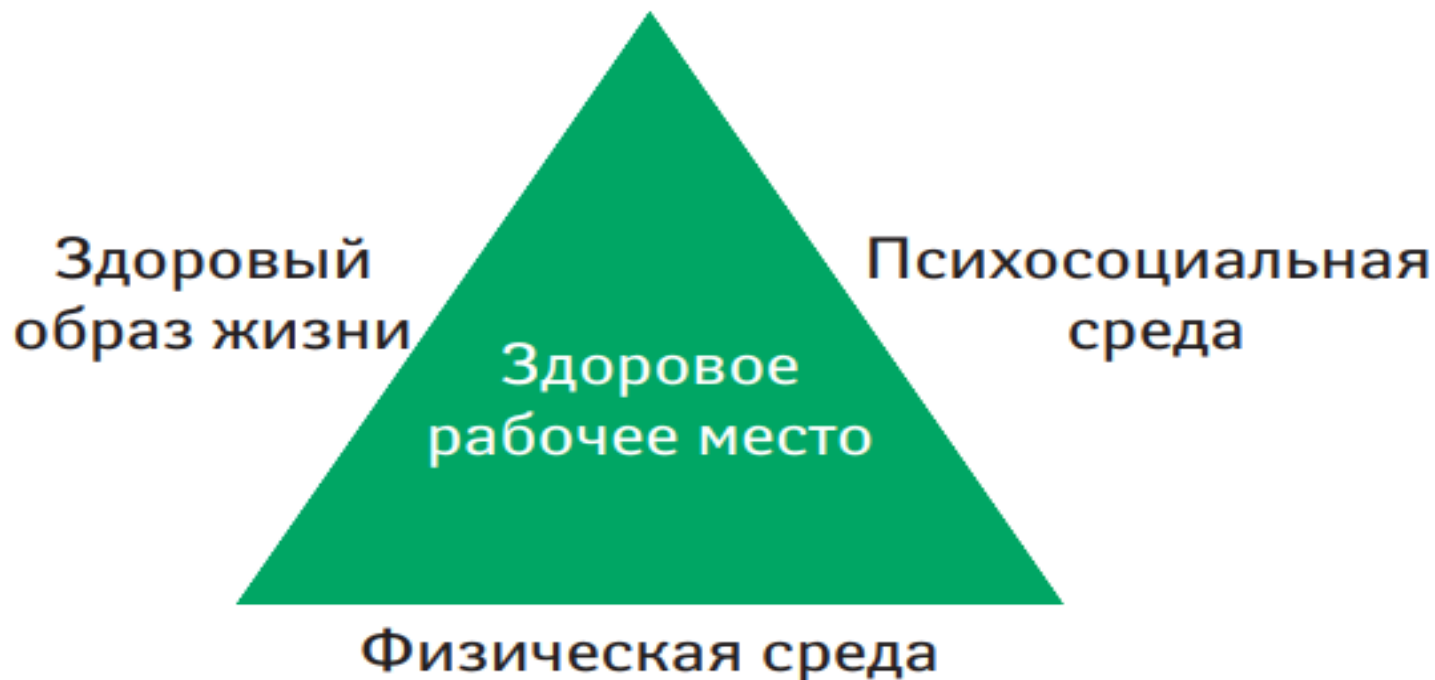 Здоровый
образ жизни
Психосоциальная
среда
Здоровое
рабочее место
Физическая среда